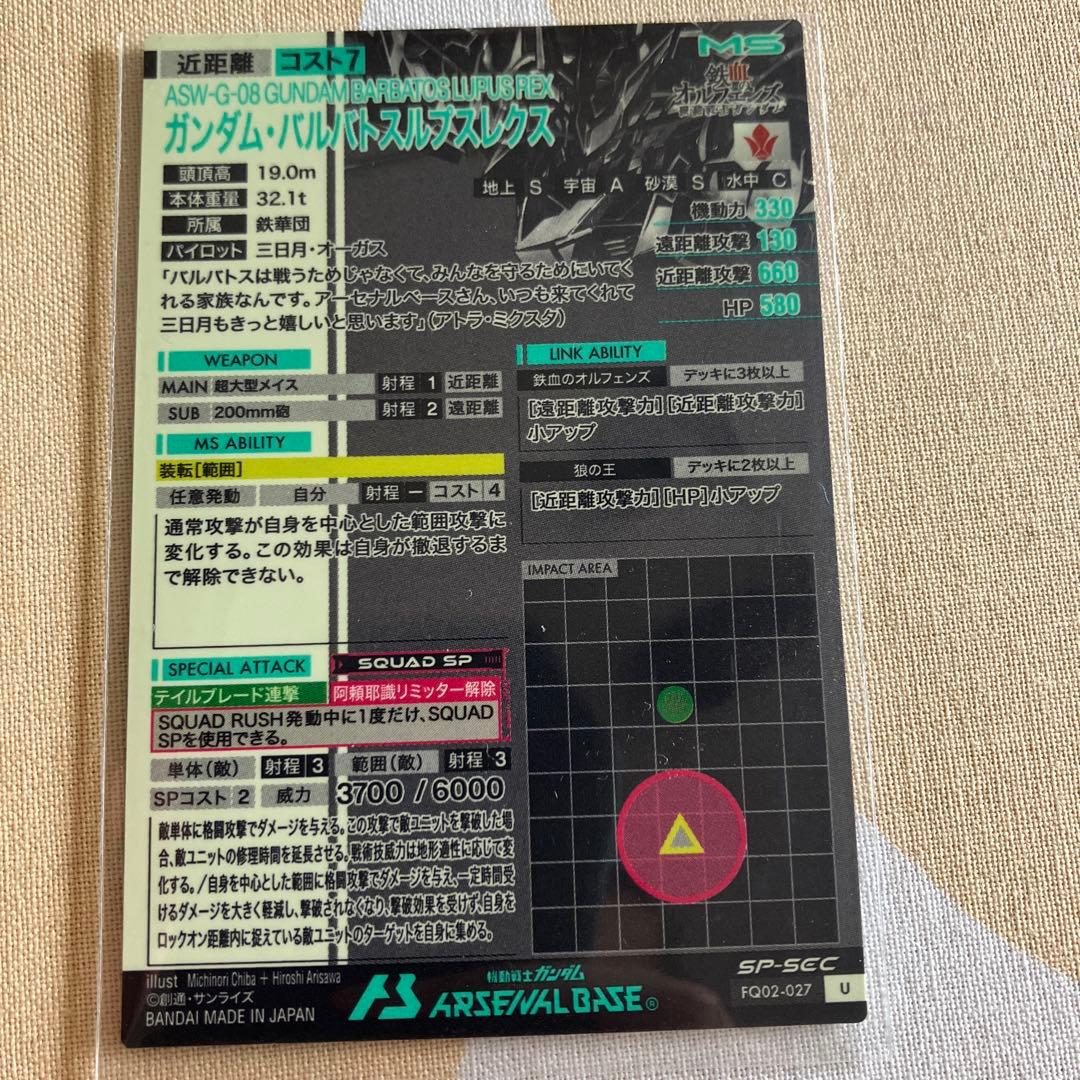 近距離 コスト7
MS
ASW-G-08 GUNDAM BARBATOS LUPUS REX
ガンダム・バルバトスルプスレクス
鉄血の
オルフェンズ
機動戦士ガンダム
頭頂高 19.0m
本体重量 32.1t
所属 鉄華団
パイロット 三日月・オーガス
地上 S 宇宙 A 砂漠 S 水中 C
機動力 330
遠距離攻撃 130
近距離攻撃 660
HP 580
「バルバトスは戦うためじゃなくて、みんなを守るためにいてく
れる家族なんです。アーセナルベースさん、いつも来てくれて
三日月もきっと嬉しいと思います」(アトラ・ミクスタ)
WEAPON
MAIN 超大型メイス 射程 1 近距離
SUB 200mm砲 射程 2 遠距離
MS ABILITY
装転[範囲]
任意発動 自分 射程 ー コスト 4
通常攻撃が自身を中心とした範囲攻撃に
変化する。この効果は自身が撤退するま
で解除できない。
LINK ABILITY
鉄血のオルフェンズ デッキに3枚以上
[遠距離攻撃力][近距離攻撃力]
小アップ
狼の王 デッキに2枚以上
[近距離攻撃力][HP]小アップ
IMPACT AREA
SPECIAL ATTACK SQUAD SP
テイルブレード連撃 阿頼耶識リミッター解除
SQUAD RUSH発動中に1度だけ、SQUAD
SPを使用できる。
単体(敵) 射程 3 範囲(敵) 射程 3
SPコスト 2 威力 3700 / 6000
敵単体に格闘攻撃でダメージを与える。この攻撃で敵ユニットを撃破した場
合、敵ユニットの修理時間を延長させる。戦術技威力は地形適性に応じて変
化する。/自身を中心とした範囲に格闘攻撃でダメージを与え、一定時間受
けるダメージを大きく軽減し、撃破されなくなり、撃破効果を受けず、自身を
ロックオン距離内に捉えている敵ユニットのターゲットを自身に集める。
illust Michinori Chiba + Hiroshi Arisawa
©創通・サンライズ
BANDAI MADE IN JAPAN
AB 機動戦士ガンダム
ARSENAL BASE®
SP-SEC
FQ02-027 U